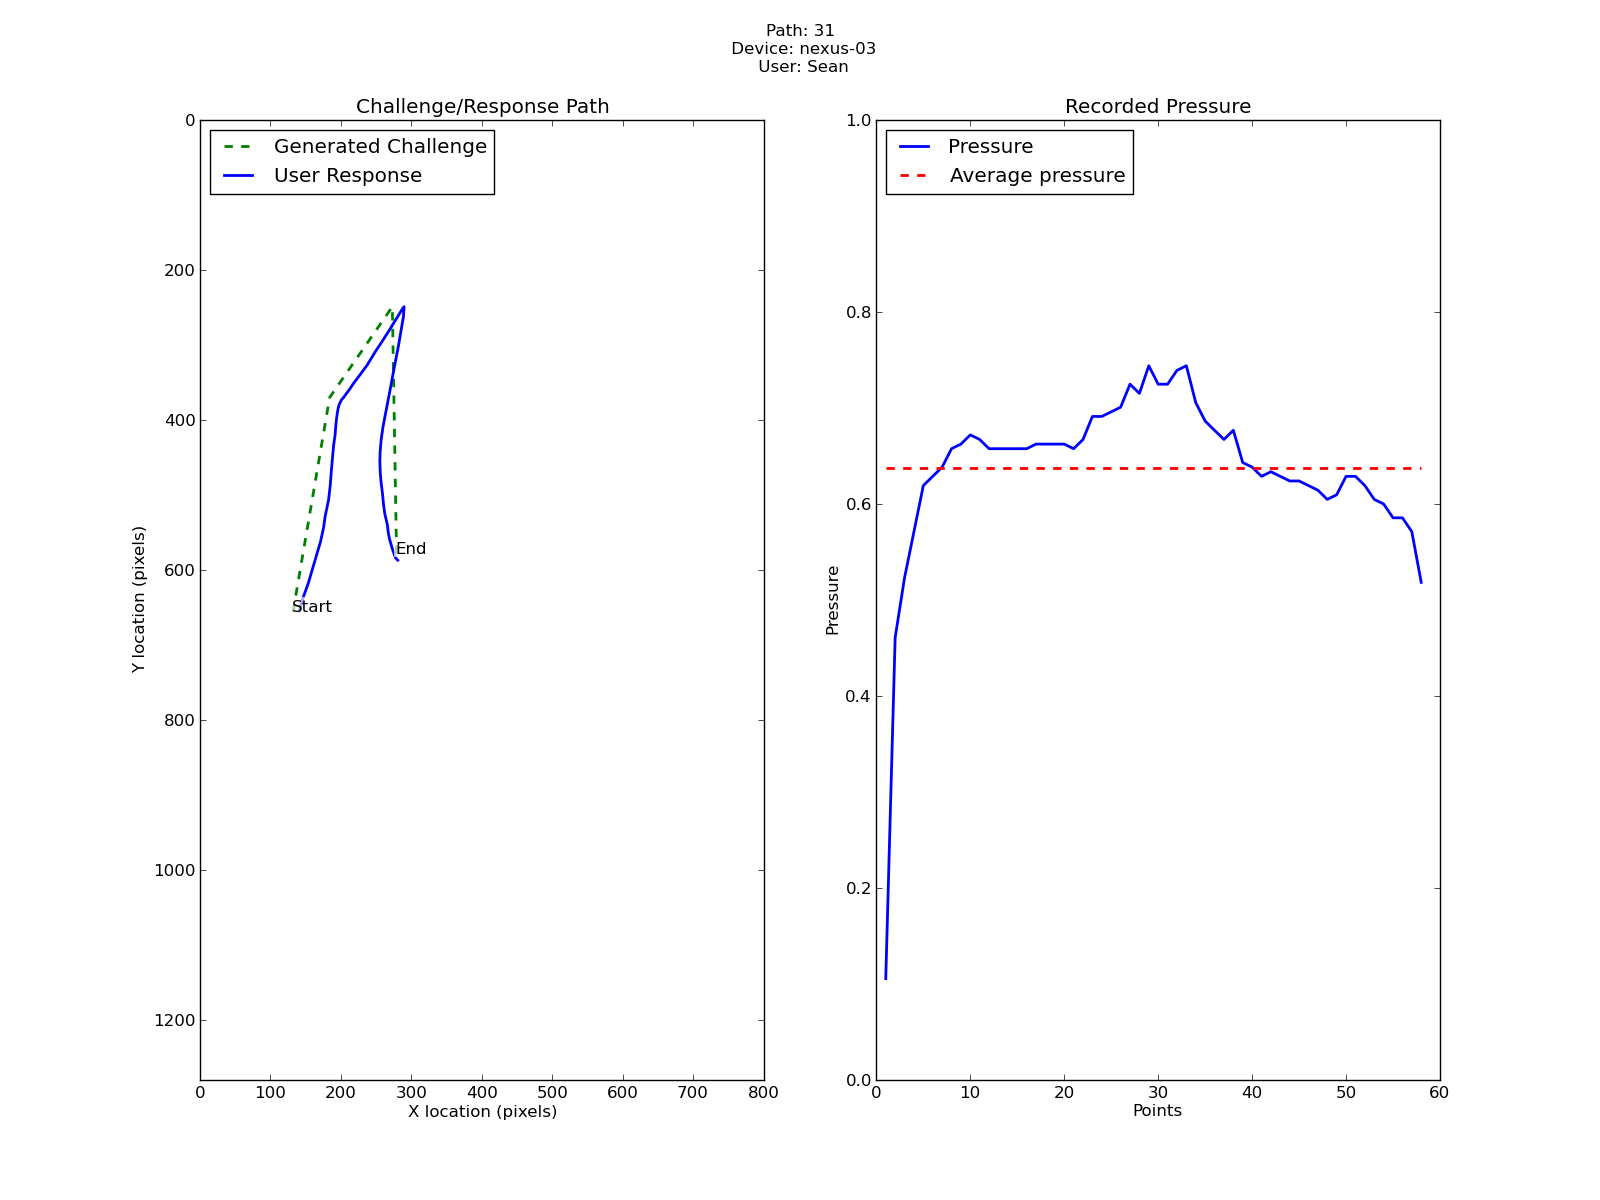 Path: 31
Device: nexus-03
User: Sean
Challenge/Response Path
Generated Challenge
User Response
0
200
400
600
800
1000
1200
Y location (pixels)
Start
End
0 100 200 300 400 500 600 700 800
X location (pixels)
Recorded Pressure
Pressure
Average pressure
1.0
0.8
0.6
0.4
0.2
0.0
Pressure
0 10 20 30 40 50 60
Points